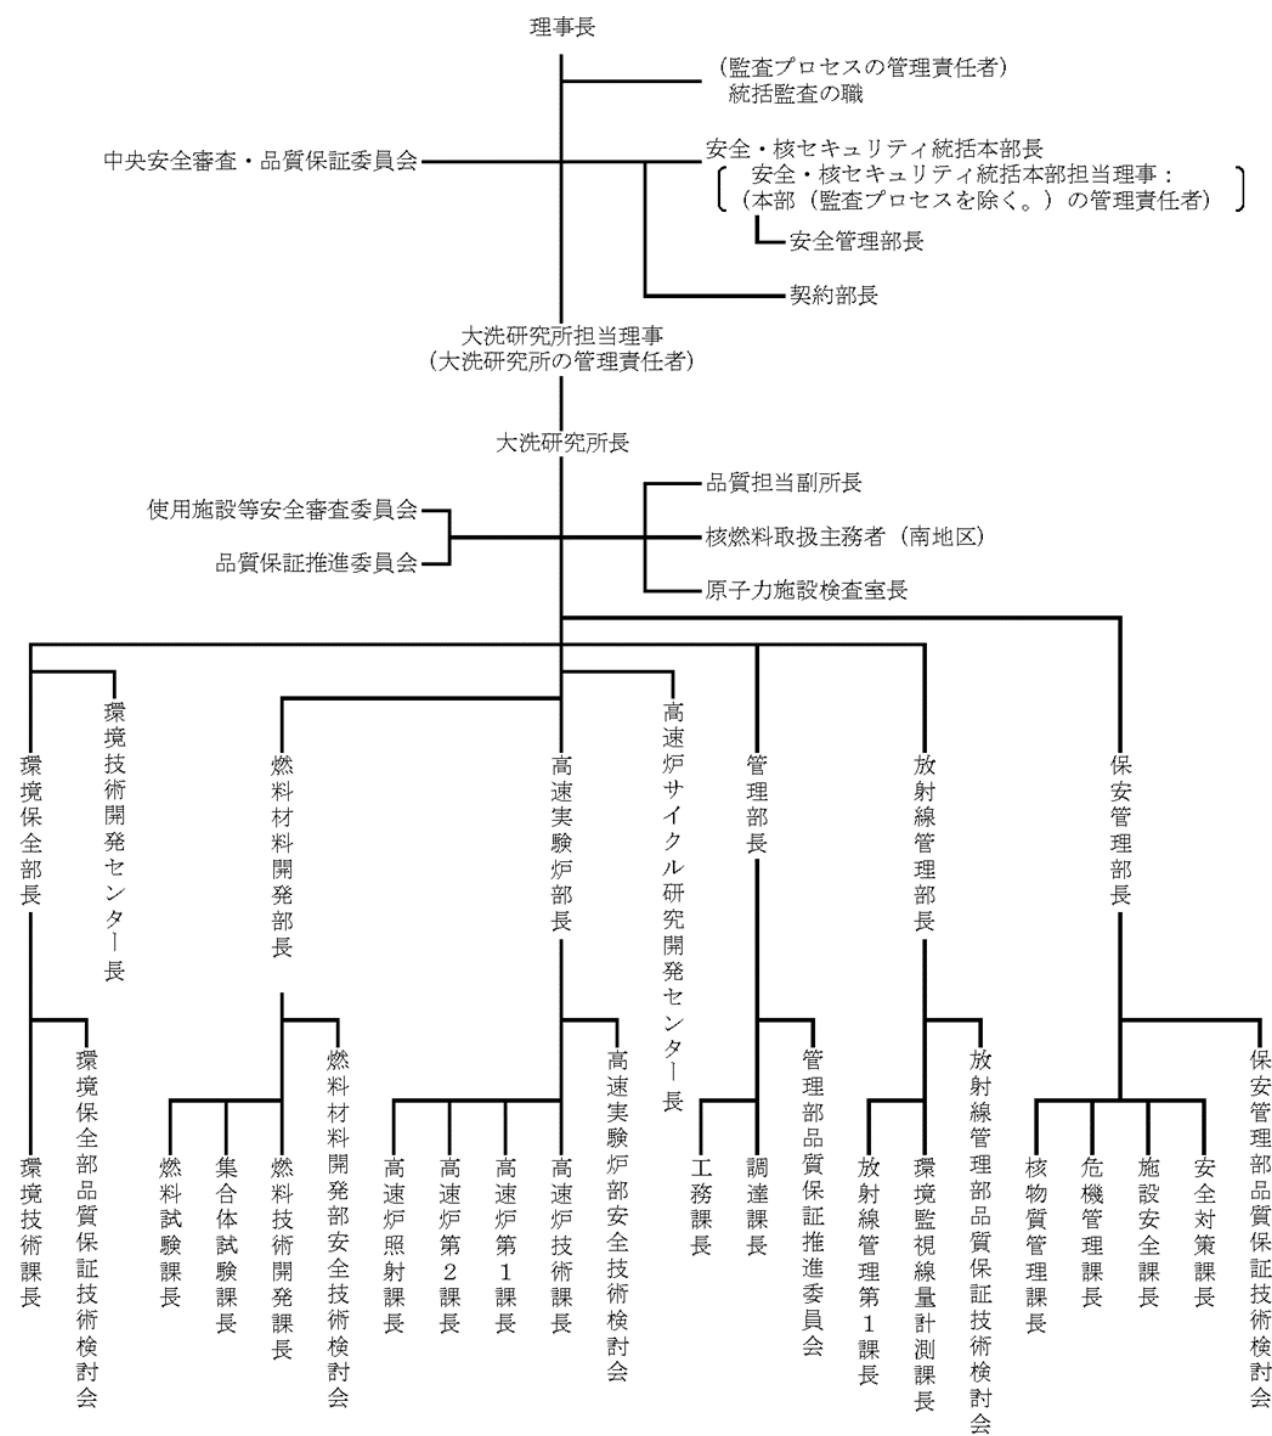 理事長
（監査プロセスの管理責任者）
統括監査の職
中央安全審査・品質保証委員会
安全・核セキュリティ統括本部長
安全・核セキュリティ統括本部担当理事：
（本部（監査プロセスを除く。）の管理責任者）
安全管理部長
契約部長
大洗研究所担当理事
（大洗研究所の管理責任者）
大洗研究所長
品質担当副所長
使用施設等安全審査委員会
核燃料取扱主務者（南地区）
品質保証推進委員会
原子力施設検査室長
環境保全部長
環境技術開発センター長
燃料材料開発部長
高速実験炉部長
高速炉サイクル研究開発センター長
管理部長
放射線管理部長
保安管理部長
環境技術課長
環境保全部品質保証技術検討会
燃料試験課長
集合体試験課長
燃料技術開発課長
燃料材料開発部安全技術検討会
高速炉照射課長
高速炉第２課長
高速炉第１課長
高速炉技術課長
高速実験炉部安全技術検討会
工務課長
調達課長
管理部品質保証推進委員会
放射線管理第１課長
環境監視線量計測課長
放射線管理部品質保証技術検討会
核物質管理課長
危機管理課長
施設安全課長
安全対策課長
保安管理部品質保証技術検討会